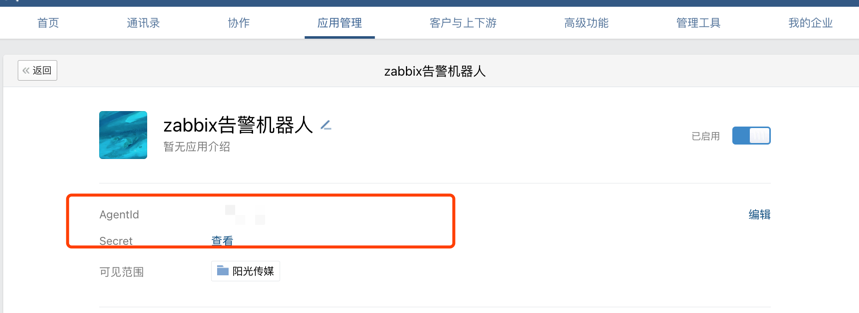 首页 通讯录 协作 应用管理 客户与上下游 高级功能 管理工具 我的企业
« 返回 zabbix告警机器人
zabbix告警机器人
已启用
暂无应用介绍
AgentId 编辑
Secret 查看
可见范围 阳光传媒